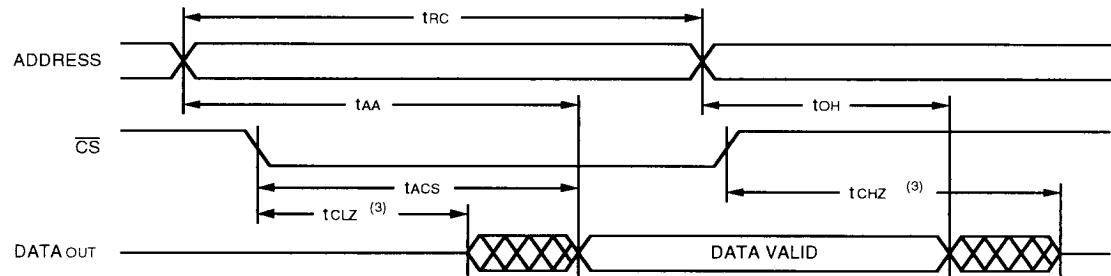 tRC
ADDRESS
tAA
tOH
CS
tACS
tCHZ (3)
tCLZ (3)
DATA OUT
DATA VALID